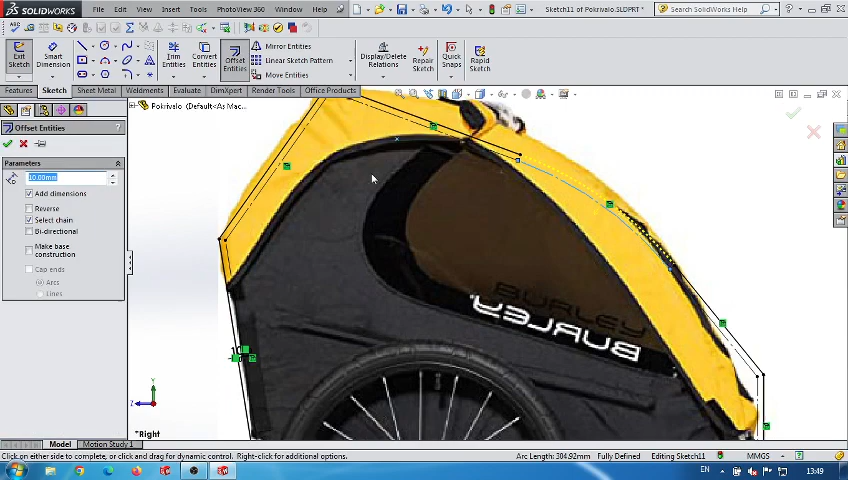 SOLIDWORKS
File
Edit
View
Insert
Tools
PhotoView 360
Window
Help
Sketch11 of Pokrivalo.SLDPRT *
Search SolidWorks Help
Exit Sketch
Smart Dimension
Trim Entities
Convert Entities
Offset Entities
Mirror Entities
Linear Sketch Pattern
Move Entities
Display/Delete Relations
Repair Sketch
Quick Snaps
Rapid Sketch
Features
Sketch
Sheet Metal
Weldments
Evaluate
DimXpert
Render Tools
Office Products
Pokrivalo (Default<As Mac...
Offset Entities
?
Parameters
10.00mm
Add dimensions
Reverse
Select chain
Bi-directional
Make base construction
Cap ends
Arcs
Lines
BURLEY
BURLEY
Y
Z
*Right
Model
Motion Study 1
Click on either side to complete, or click and drag for dynamic control. Right-click for additional options.
Arc Length: 304.92mm
Fully Defined
Editing Sketch11
MMGS
EN
13:49